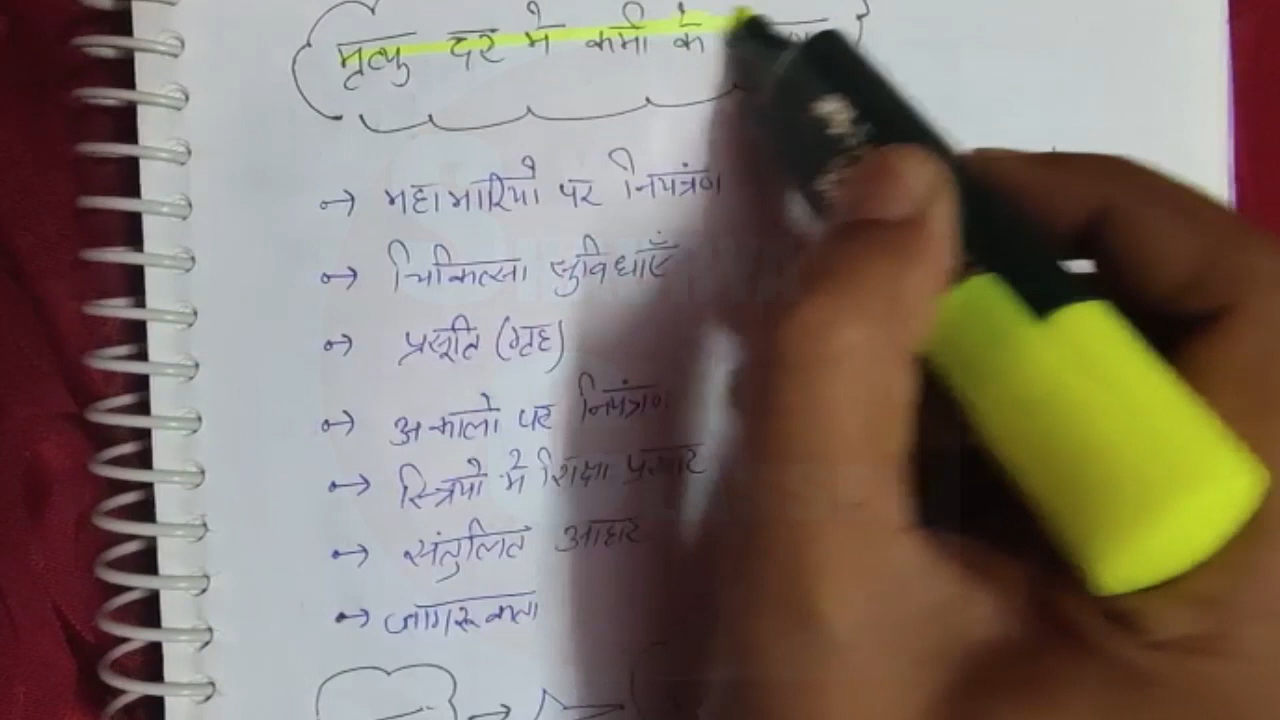 मृत्यु दर मे कमी के
→ महामारियो पर नियंत्रण
→ चिकित्सा सुविधाएँ
→ प्रसूति (गृह)
→ अकालो पर नियंत्रण
→ स्त्रियो मे शिक्षा प्रसार
→ संतुलित आहार
→ जागरूकता